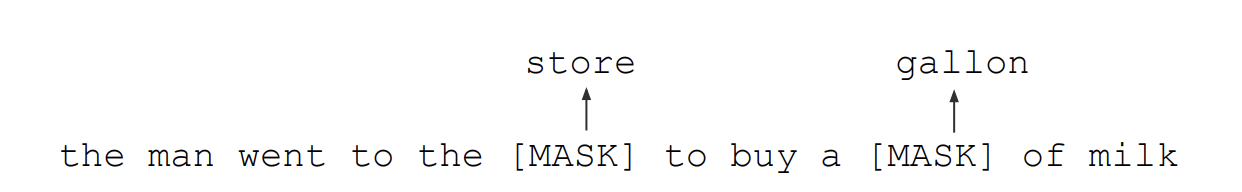 store gallon
the man went to the [MASK] to buy a [MASK] of milk